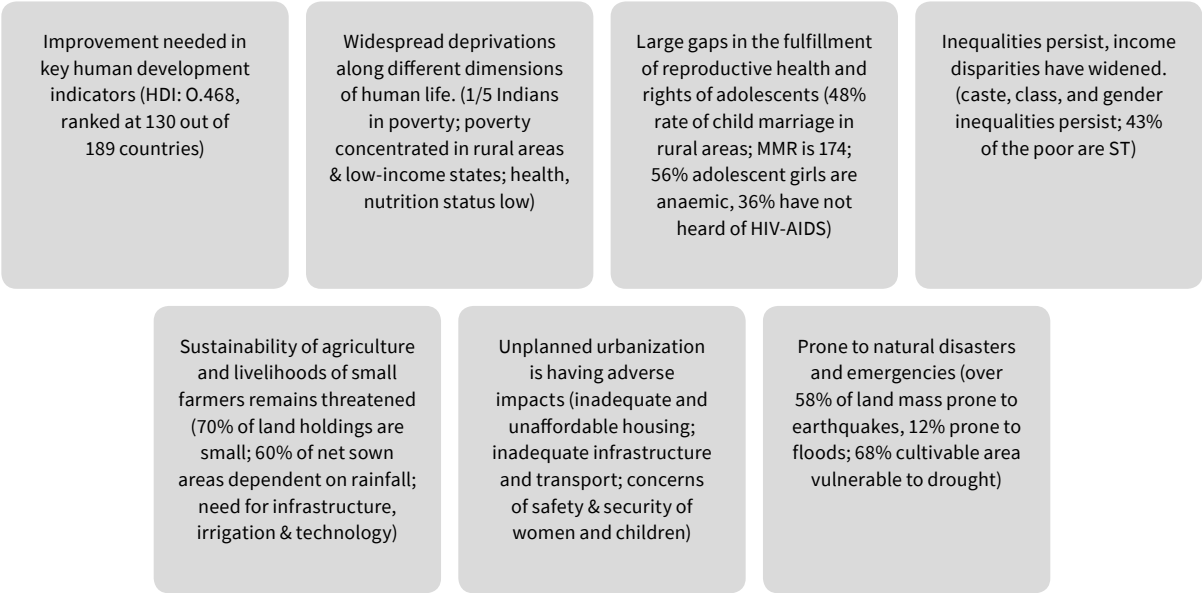 Improvement needed in
key human development
indicators (HDI: O.468,
ranked at 130 out of
189 countries)
Widespread deprivations
along different dimensions
of human life. (1/5 Indians
in poverty; poverty
concentrated in rural areas
& low-income states; health,
nutrition status low)
Large gaps in the fulfillment
of reproductive health and
rights of adolescents (48%
rate of child marriage in
rural areas; MMR is 174;
56% adolescent girls are
anaemic, 36% have not
heard of HIV-AIDS)
Inequalities persist, income
disparities have widened.
(caste, class, and gender
inequalities persist; 43%
of the poor are ST)
Sustainability of agriculture
and livelihoods of small
farmers remains threatened
(70% of land holdings are
small; 60% of net sown
areas dependent on rainfall;
need for infrastructure,
irrigation & technology)
Unplanned urbanization
is having adverse
impacts (inadequate and
unaffordable housing;
inadequate infrastructure
and transport; concerns
of safety & security of
women and children)
Prone to natural disasters
and emergencies (over
58% of land mass prone to
earthquakes, 12% prone to
floods; 68% cultivable area
vulnerable to drought)